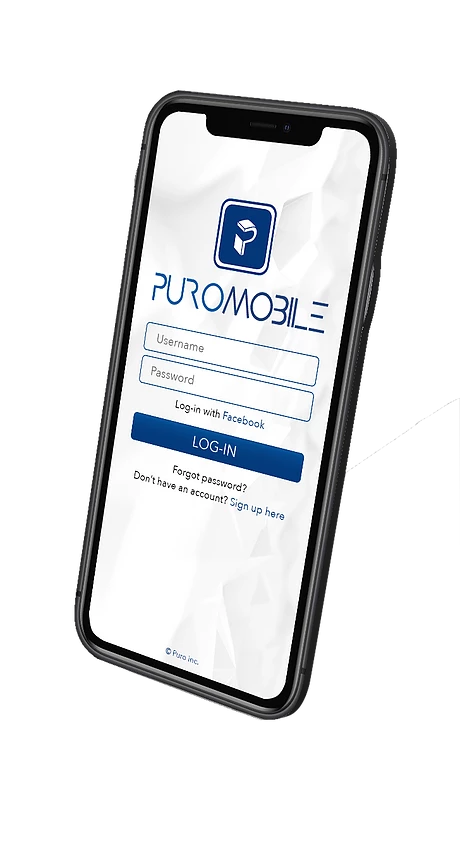 PUROMOBILE
Username
Password
Log-in with Facebook
LOG-IN
Forgot password?
Don't have an account? Sign up here
© Puro inc.